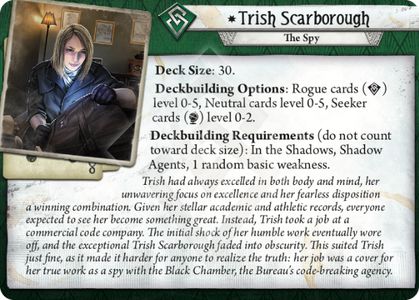 *Trish Scarborough
The Spy
Deck Size: 30.
Deckbuilding Options: Rogue cards ( )
level 0-5, Neutral cards level 0-5, Seeker
cards ( ) level 0-2.
Deckbuilding Requirements (do not count
toward deck size): In the Shadows, Shadow
Agents, 1 random basic weakness.
Trish had always excelled in both body and mind, her
unwavering focus on excellence and her fearless disposition
a winning combination. Given her stellar academic and athletic records, everyone
expected to see her become something great. Instead, Trish took a job at a
commercial code company. The initial shock of her humble work eventually wore
off, and the exceptional Trish Scarborough faded into obscurity. This suited Trish
just fine, as it made it harder for anyone to realize the truth: her job was a cover for
her true work as a spy with the Black Chamber, the Bureau's code-breaking agency.